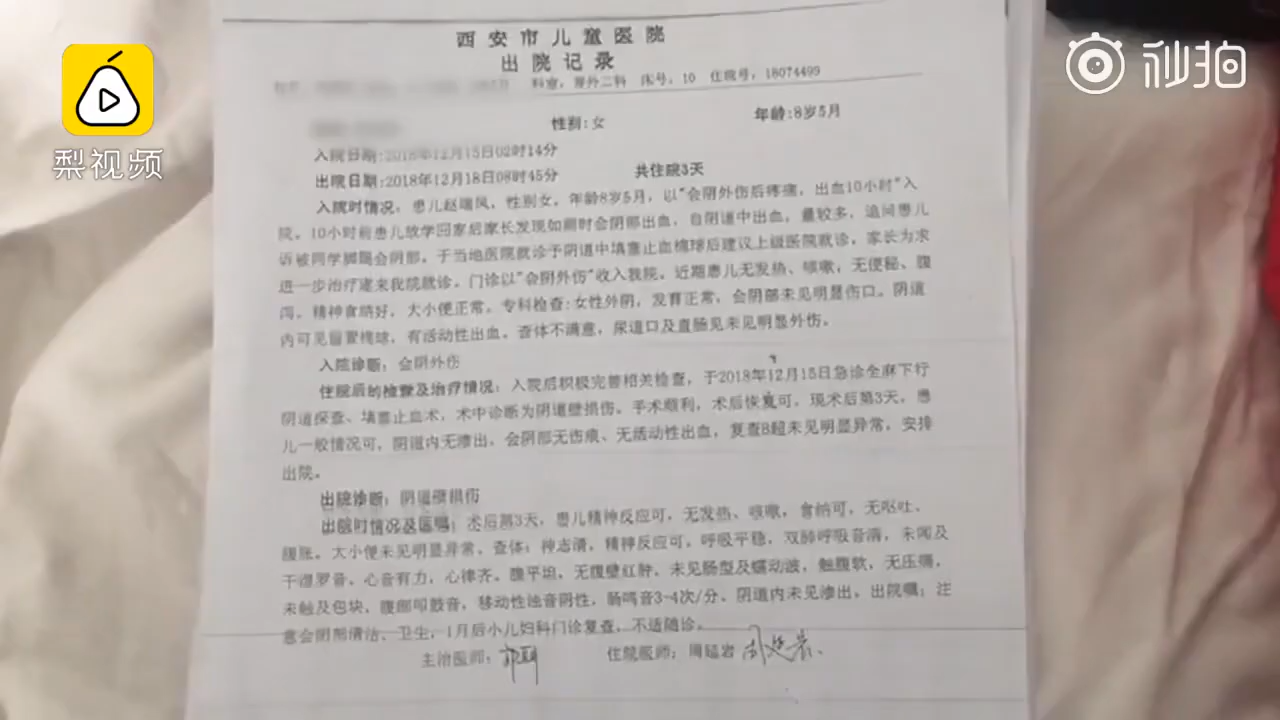 梨视频
秒拍
西安市儿童医院
出院记录
科室:肾外二科 床号:10 住院号:18074499
性别:女 年龄:8岁5月
入院日期:2018年12月15日02时14分
出院日期:2018年12月18日08时45分 共住院3天
入院时情况:患儿,性别女,年龄8岁5月,以"会阴外伤后疼痛,出血10小时"入
院。10小时前患儿放学回家后家长发现如厕时会阴部出血,自阴道中出血,量较多,追问患儿
诉被同学脚踢会阴部。于当地医院就诊予阴道中填塞止血棉球后建议上级医院就诊,家长为求
进一步治疗遂来我院就诊。门诊以"会阴外伤"收入我院。近期患儿无发热、咳嗽,无便秘、腹
泻。精神食纳好,大小便正常。专科检查:女性外阴,发育正常,会阴部未见明显伤口。阴道
内可见留置棉球,有活动性出血。查体不满意,尿道口及直肠见未见明显外伤。
入院诊断:会阴外伤
住院后的检查及治疗情况:入院后积极完善相关检查,于2018年12月15日急诊全麻下行
阴道探查、填塞止血术,术中诊断为阴道壁损伤。手术顺利,术后恢复可,现术后第3天,患
儿一般情况可,阴道内无渗出,会阴部无伤痕、无活动性出血,复查B超未见明显异常,安排
出院。
出院诊断:阴道壁损伤
出院时情况及医嘱:术后第3天,患儿精神反应可,无发热、咳嗽,食纳可,无呕吐、
腹胀。大小便未见明显异常。查体:神志清,精神反应可,呼吸平稳,双肺呼吸音清,未闻及
干湿罗音,心音有力,心律齐。腹平坦,无腹壁红肿,未见肠型及蠕动波,触腹软,无压痛,
未触及包块,腹部叩鼓音,移动性浊音阴性,肠鸣音3-4次/分。阴道内未见渗出,出院嘱:注
意会阴部清洁、卫生,1月后小儿妇科门诊复查,不适随诊。
主治医师: 住院医师:周延岩